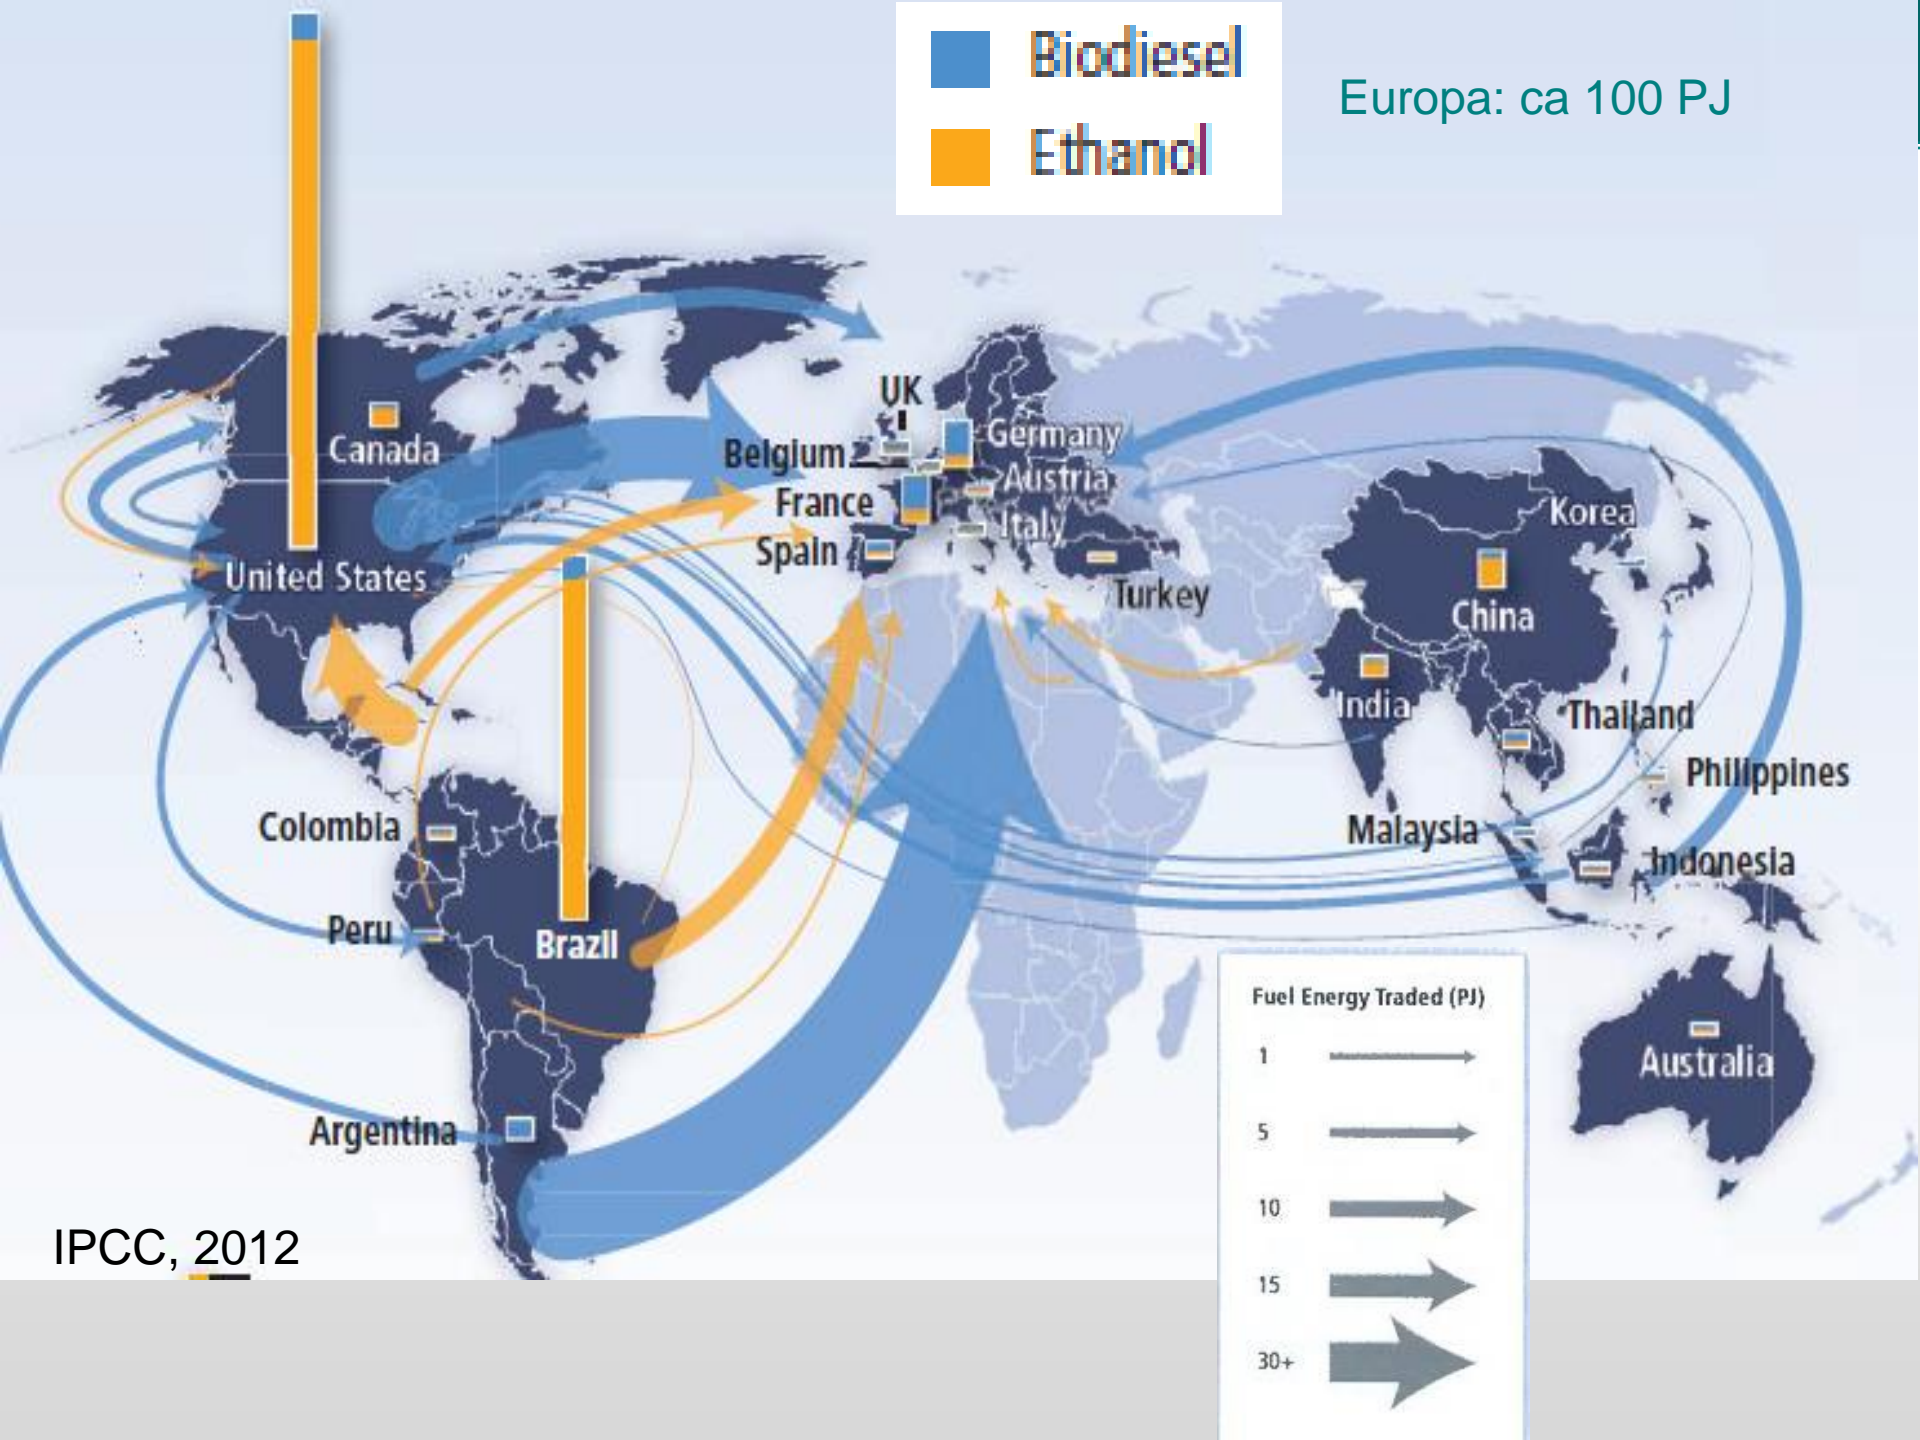 Biodiesel
Ethanol
Europa: ca 100 PJ
UK
Canada
Belgium
Germany
Austria
France
Korea
Spain
Italy
United States
Turkey
China
India
Thailand
Philippines
Colombia
Malaysia
Indonesia
Peru
Brazil
Fuel Energy Traded (PJ)
1
Australia
Argentina
5
10
IPCC, 2012
15
30+